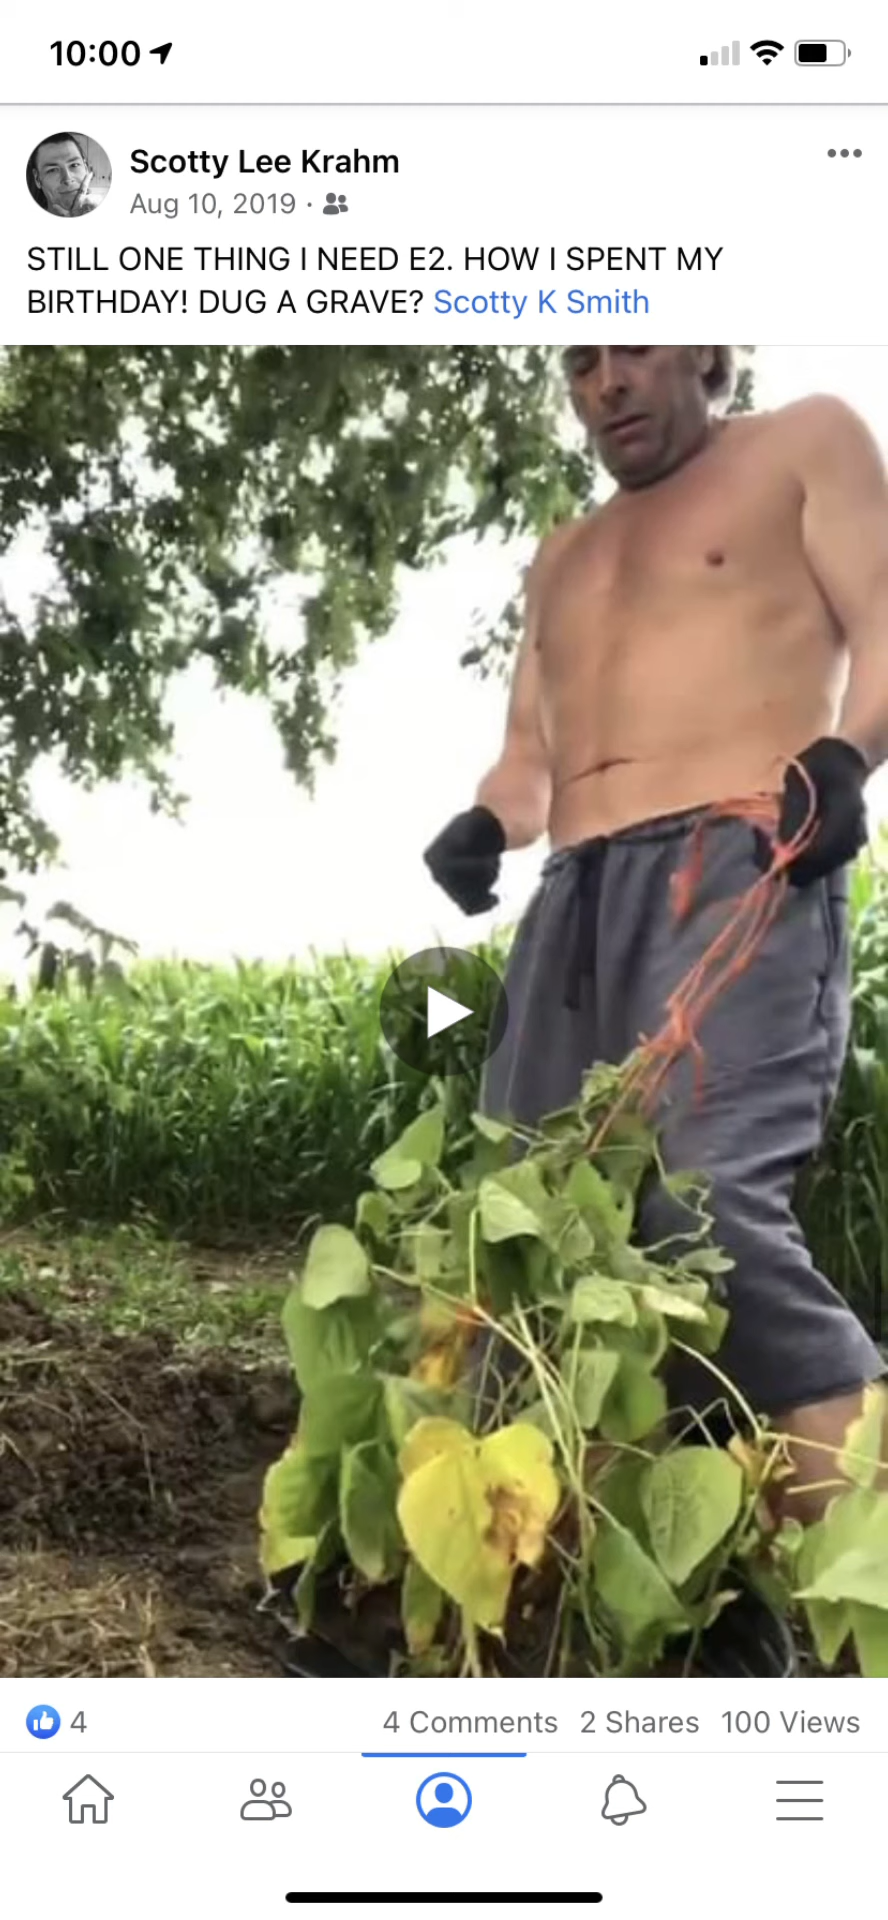 10:00
Scotty Lee Krahm
Aug 10, 2019 ·
STILL ONE THING I NEED E2. HOW I SPENT MY
BIRTHDAY! DUG A GRAVE? Scotty K Smith
4
4 Comments 2 Shares 100 Views